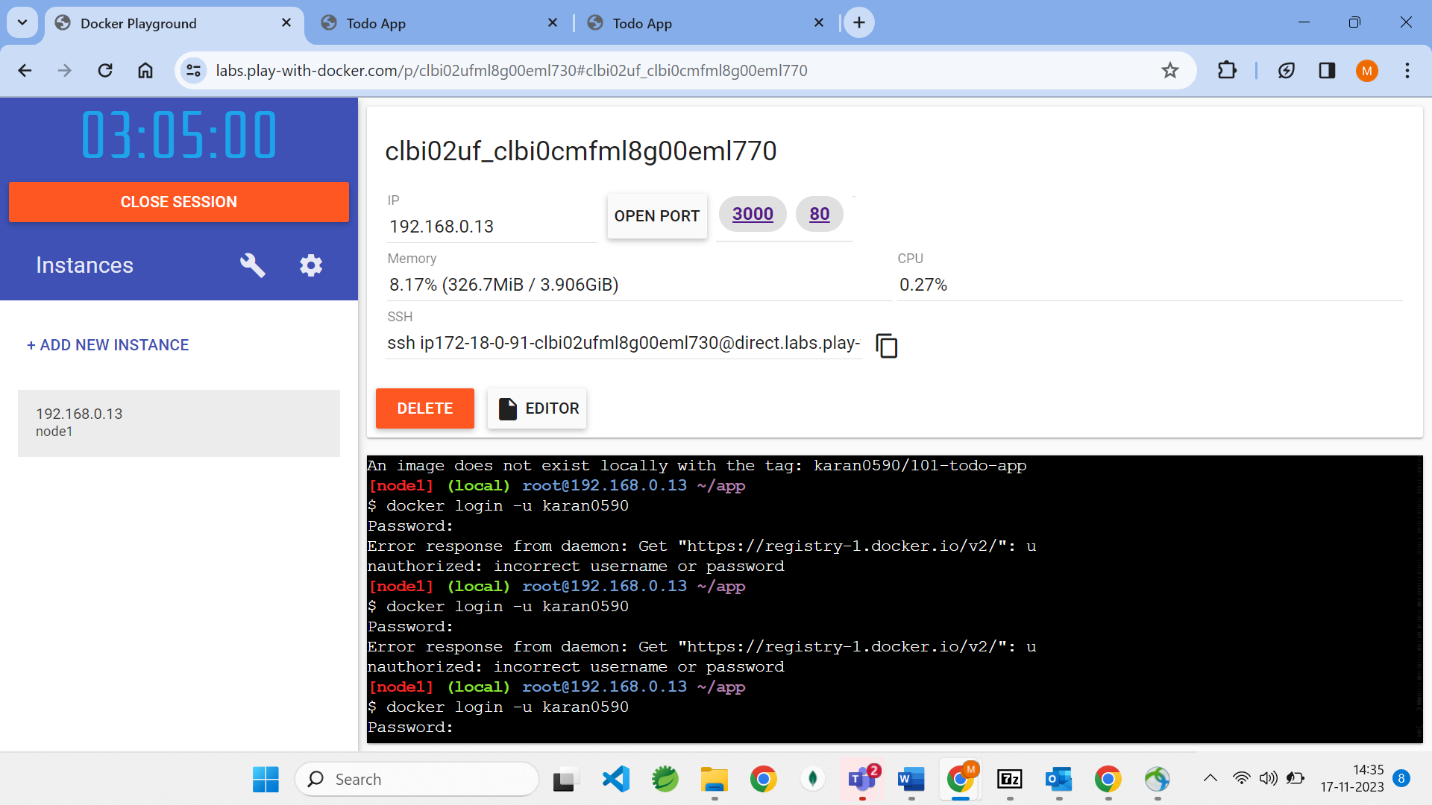 Docker Playground
Todo App
Todo App
labs.play-with-docker.com/p/clbi02ufml8g00eml730#clbi02uf_clbi0cmfml8g00eml770
M
03:05:00
CLOSE SESSION
Instances
+ ADD NEW INSTANCE
192.168.0.13
node1
clbi02uf_clbi0cmfml8g00eml770
IP
192.168.0.13
OPEN PORT
3000
80
Memory
8.17% (326.7MiB / 3.906GiB)
CPU
0.27%
SSH
ssh ip172-18-0-91-clbi02ufml8g00eml730@direct.labs.play-
DELETE
EDITOR
An image does not exist locally with the tag: karan0590/101-todo-app
[node1] (local) root@192.168.0.13 ~/app
$ docker login -u karan0590
Password:
Error response from daemon: Get "https://registry-1.docker.io/v2/": u
nauthorized: incorrect username or password
[node1] (local) root@192.168.0.13 ~/app
$ docker login -u karan0590
Password:
Error response from daemon: Get "https://registry-1.docker.io/v2/": u
nauthorized: incorrect username or password
[node1] (local) root@192.168.0.13 ~/app
$ docker login -u karan0590
Password:
Search
2
W
M
Tz
14:35
17-11-2023
8